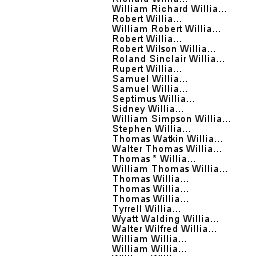 Richard Willia...
William Richard Willia...
Robert Willia...
William Robert Willia...
Robert Willia...
Robert Wilson Willia...
Roland Sinclair Willia...
Rupert Willia...
Samuel Willia...
Samuel Willia...
Septimus Willia...
Sidney Willia...
William Simpson Willia...
Stephen Willia...
Thomas Watkin Willia...
Walter Thomas Willia...
Thomas * Willia...
William Thomas Willia...
Thomas Willia...
Thomas Willia...
Thomas Willia...
Tyrrell Willia...
Wyatt Walding Willia...
Walter Wilfred Willia...
William Willia...
William Willia...